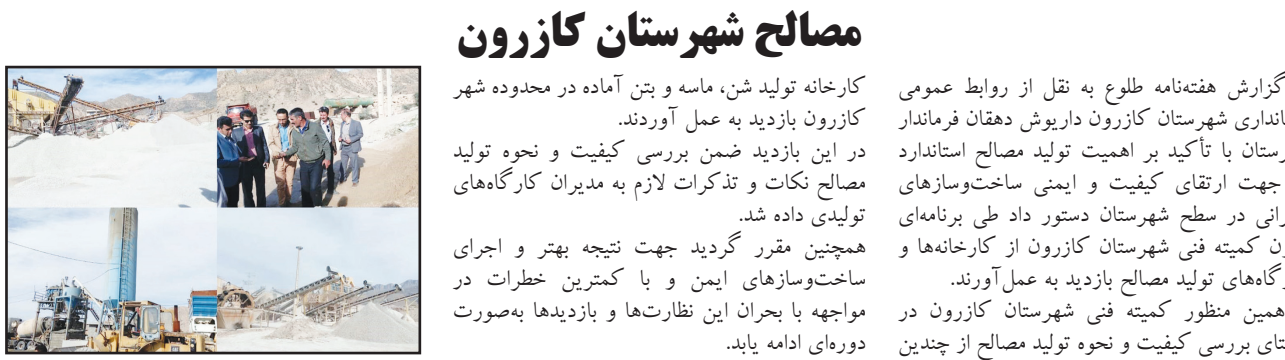 مصالح شهرستان کازرون
گزارش هفته‌نامه طلوع به نقل از روابط عمومی
شهرستان کازرون داریوش دهقان فرماندار
با تأکید بر اهمیت تولید مصالح استاندارد
جهت ارتقای کیفیت و ایمنی ساخت‌وسازهای
در سطح شهرستان دستور داد طی برنامه‌ای
کمیته فنی شهرستان کازرون از کارخانه‌ها و
تولید مصالح بازدید به عمل آورند.
همین منظور کمیته فنی شهرستان کازرون در
بررسی کیفیت و نحوه تولید مصالح از چندین
کارخانه تولید شن، ماسه و بتن آماده در محدوده شهر
کازرون بازدید به عمل آوردند.
در این بازدید ضمن بررسی کیفیت و نحوه تولید
مصالح نکات و تذکرات لازم به مدیران کارگاه‌های
تولیدی داده شد.
همچنین مقرر گردید جهت نتیجه بهتر و اجرای
ساخت‌وسازهای ایمن و با کمترین خطرات در
مواجهه با بحران این نظارت‌ها و بازدیدها به‌صورت
دوره‌ای ادامه یابد.